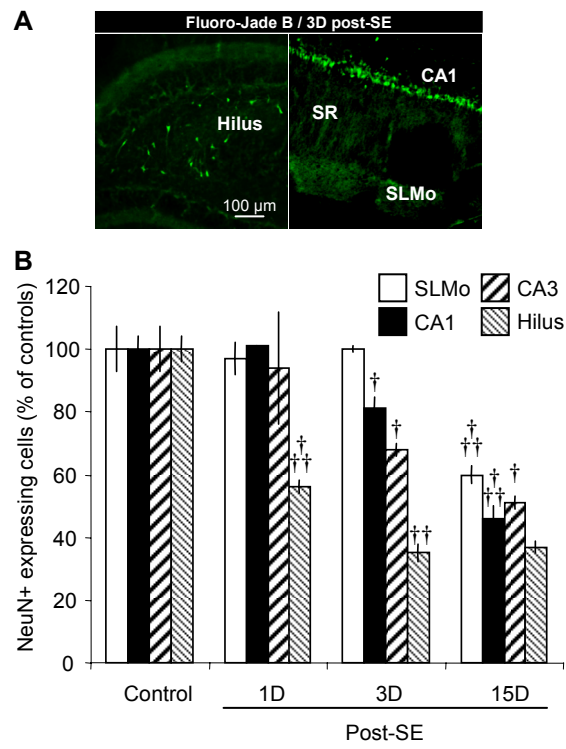 A
Fluoro-Jade B / 3D post-SE
Hilus
100 µm
CA1
SR
SLMo
B
NeuN+ expressing cells (% of controls)
120
100
80
60
40
20
0
SLMo
CA3
CA1
Hilus
†
††
†
†
††
†
††
†
††
†
Control
1D
3D
15D
Post-SE